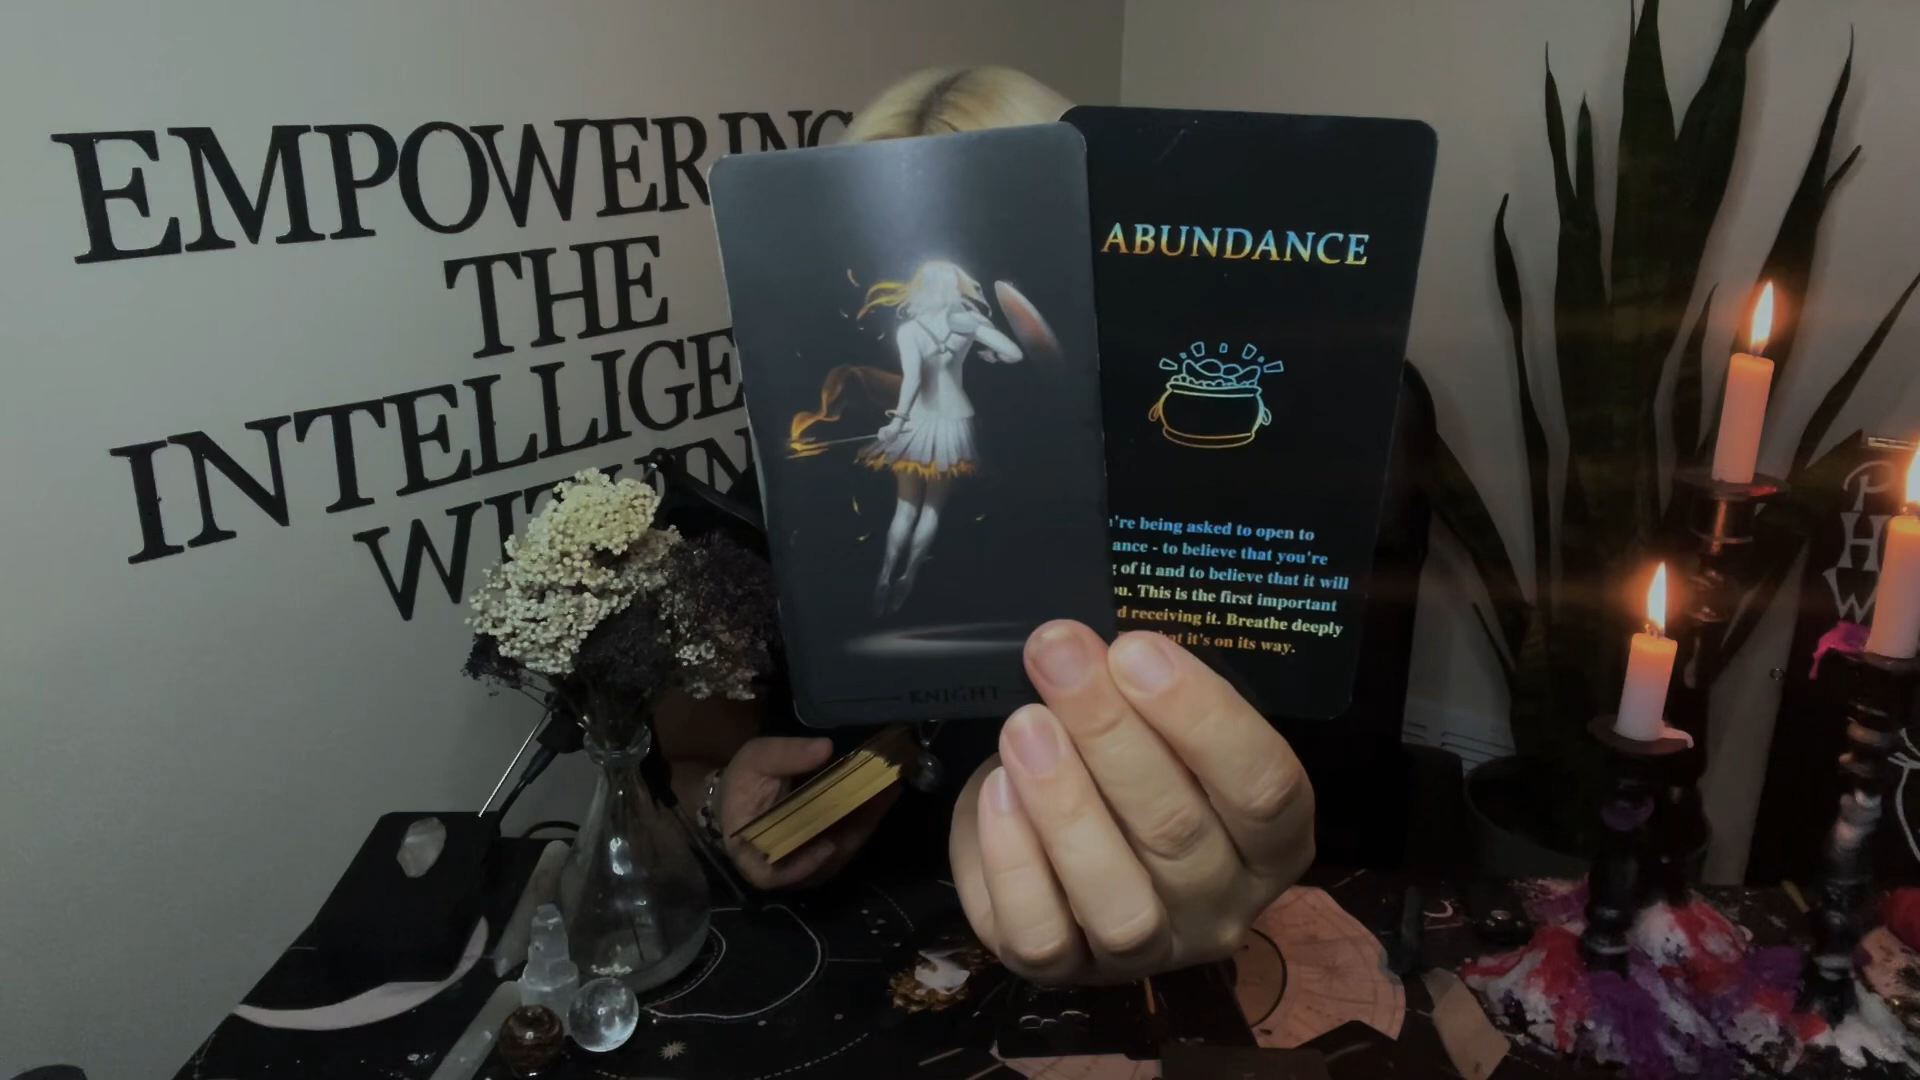 EMPOWERING
THE
INTELLIGE
ABUNDANCE
're being asked to open to
ance - to believe that you're
of it and to believe that it will
This is the first important
receiving it. Breathe deeply
it's on its way.
KNIGHT